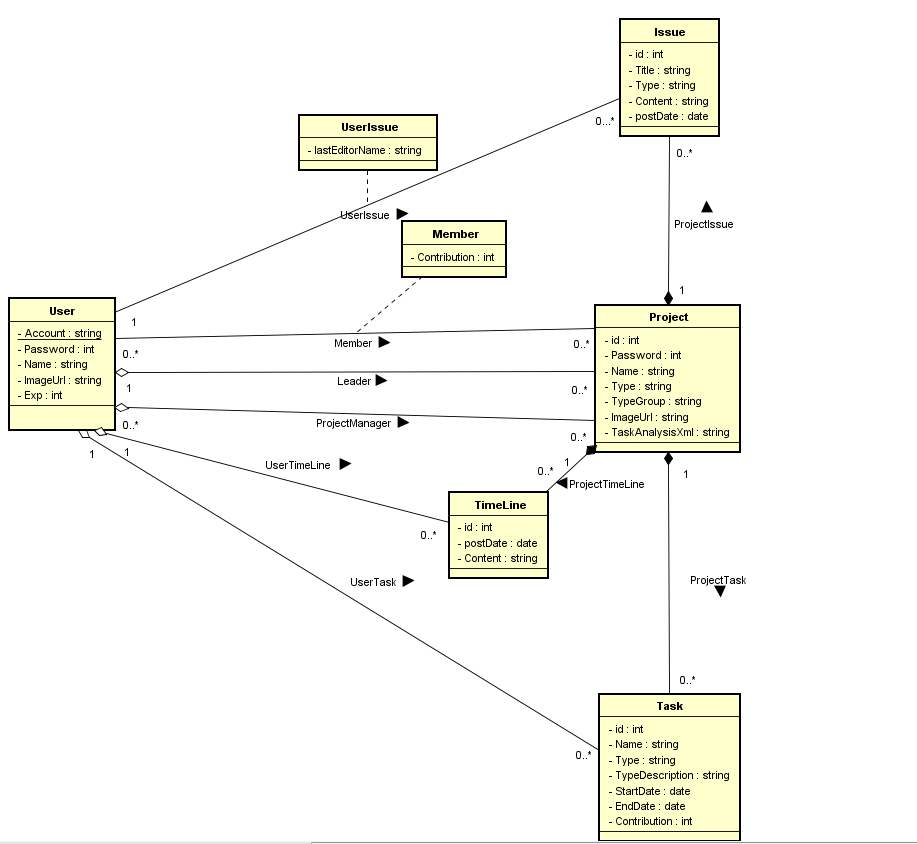 Issue
- id : int
- Title : string
- Type : string
- Content : string
- postDate : date
0...*
0..*
UserIssue
- lastEditorName : string
UserIssue
ProjectIssue
Member
- Contribution : int
1
User
- Account : string
- Password : int
- Name : string
- ImageUrl : string
- Exp : int
1
0..*
Member
0..*
1
Leader
0..*
0..*
ProjectManager
0..*
Project
- id : int
- Password : int
- Name : string
- Type : string
- TypeGroup : string
- ImageUrl : string
- TaskAnalysisXml : string
1
1
UserTimeLine
0..*
1
ProjectTimeLine
1
TimeLine
- id : int
- postDate : date
- Content : string
0..*
UserTask
ProjectTask
0..*
0..*
Task
- id : int
- Name : string
- Type : string
- TypeDescription : string
- StartDate : date
- EndDate : date
- Contribution : int